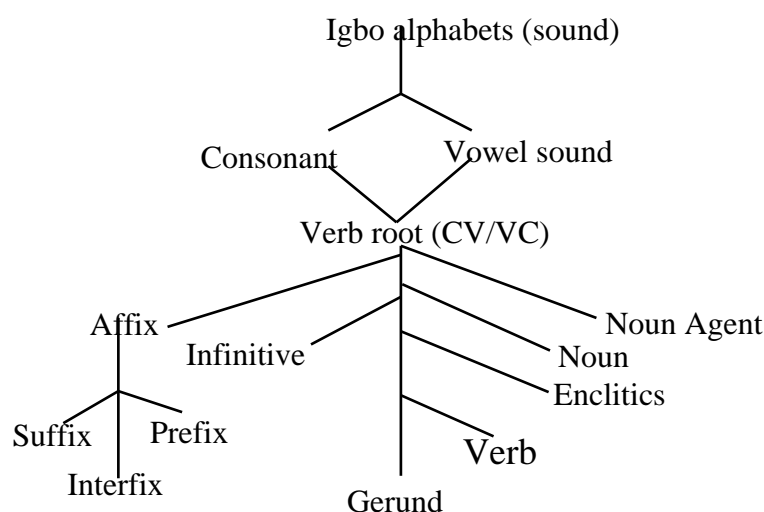 Igbo alphabets (sound)
Consonant
Vowel sound
Verb root (CV/VC)
Affix
Infinitive
Noun Agent
Noun
Enclitics
Suffix
Prefix
Verb
Interfix
Gerund